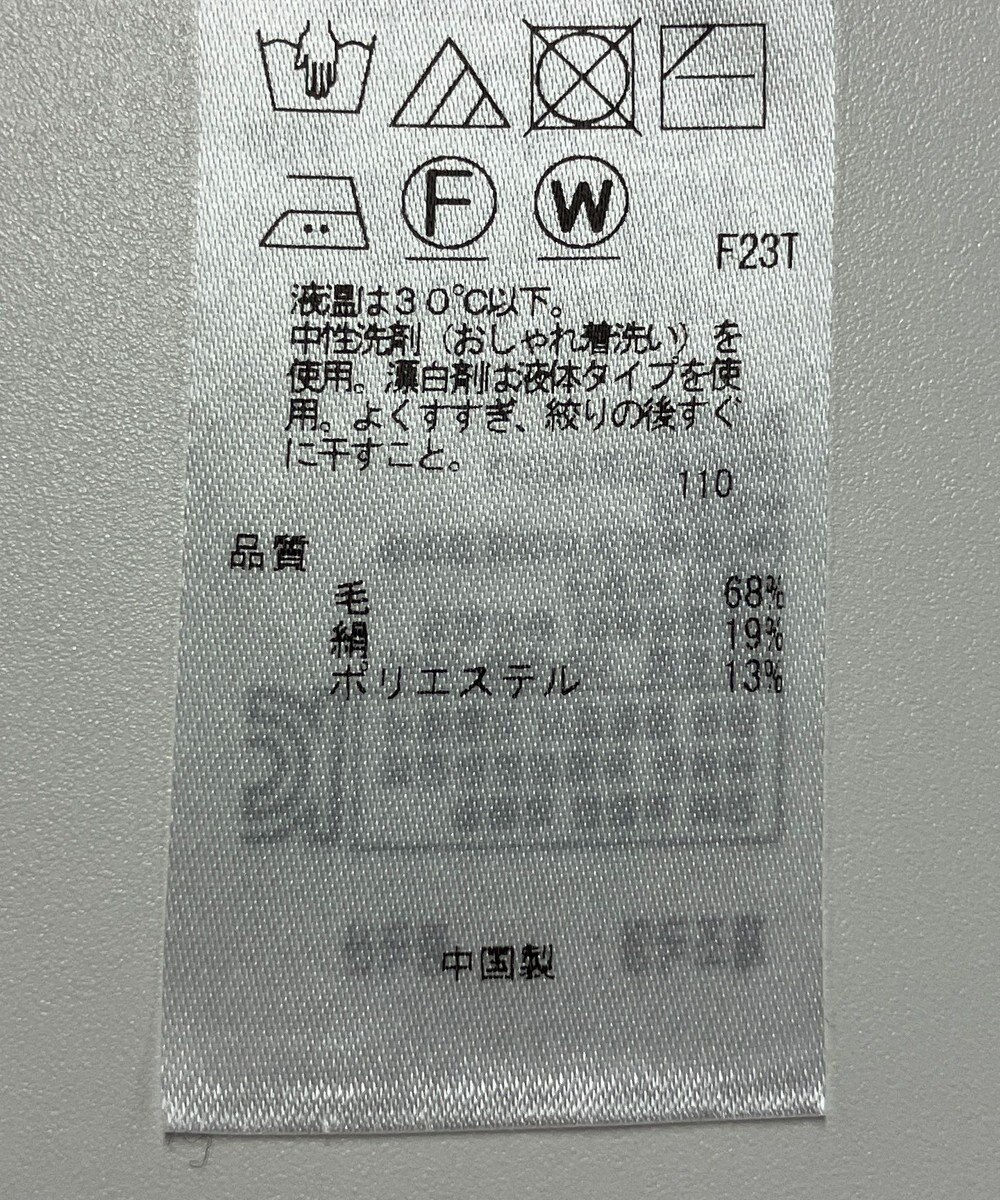 F
W
F23T
液温は30℃以下。
中性洗剤（おしゃれ着洗い）を
使用。漂白剤は液体タイプを使
用。よくすすぎ、絞りの後すぐ
に干すこと。
110
品質
毛 68%
絹 19%
ポリエステル 13%
中国製